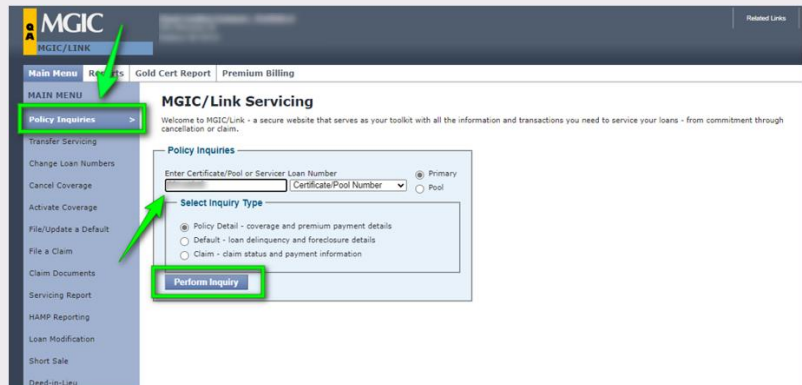 QA
MGIC
MGIC/LINK
Related Links
Main Menu
Reports
Gold Cert Report
Premium Billing
MAIN MENU
Policy Inquiries >
Transfer Servicing
Change Loan Numbers
Cancel Coverage
Activate Coverage
File/Update a Default
File a Claim
Claim Documents
Servicing Report
HAMP Reporting
Loan Modification
Short Sale
Deed-in-Lieu
MGIC/Link Servicing
Welcome to MGIC/Link - a secure website that serves as your toolkit with all the information and transactions you need to service your loans - from commitment through
cancellation or claim.
Policy Inquiries
Enter Certificate/Pool or Servicer Loan Number
Certificate/Pool Number
Primary
Pool
Select Inquiry Type
Policy Detail - coverage and premium payment details
Default - loan delinquency and foreclosure details
Claim - claim status and payment information
Perform Inquiry